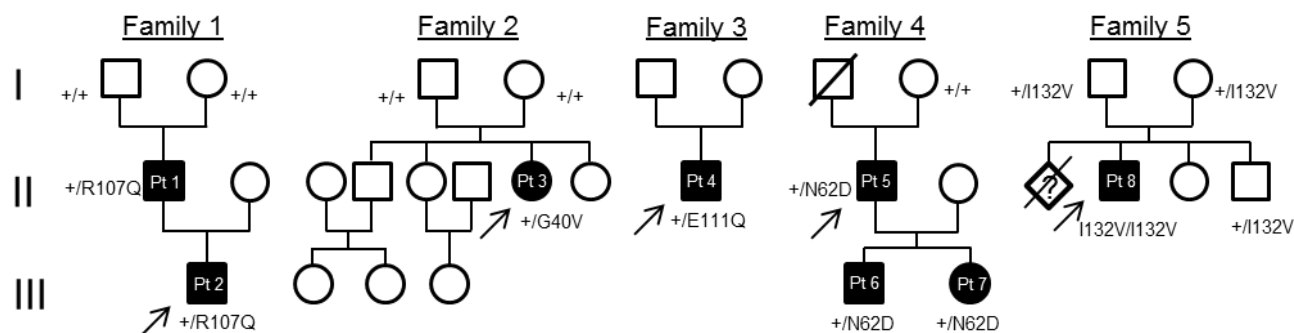 Family 1 Family 2 Family 3 Family 4 Family 5
I +/+ +/+ +/+ +/+ +/+ +/I132V +/I132V
II +/R107Q Pt 1 Pt 3 +/G40V Pt 4 +/E111Q +/N62D Pt 5 ? Pt 8 I132V/I132V +/I132V
III Pt 2 +/R107Q Pt 6 +/N62D Pt 7 +/N62D